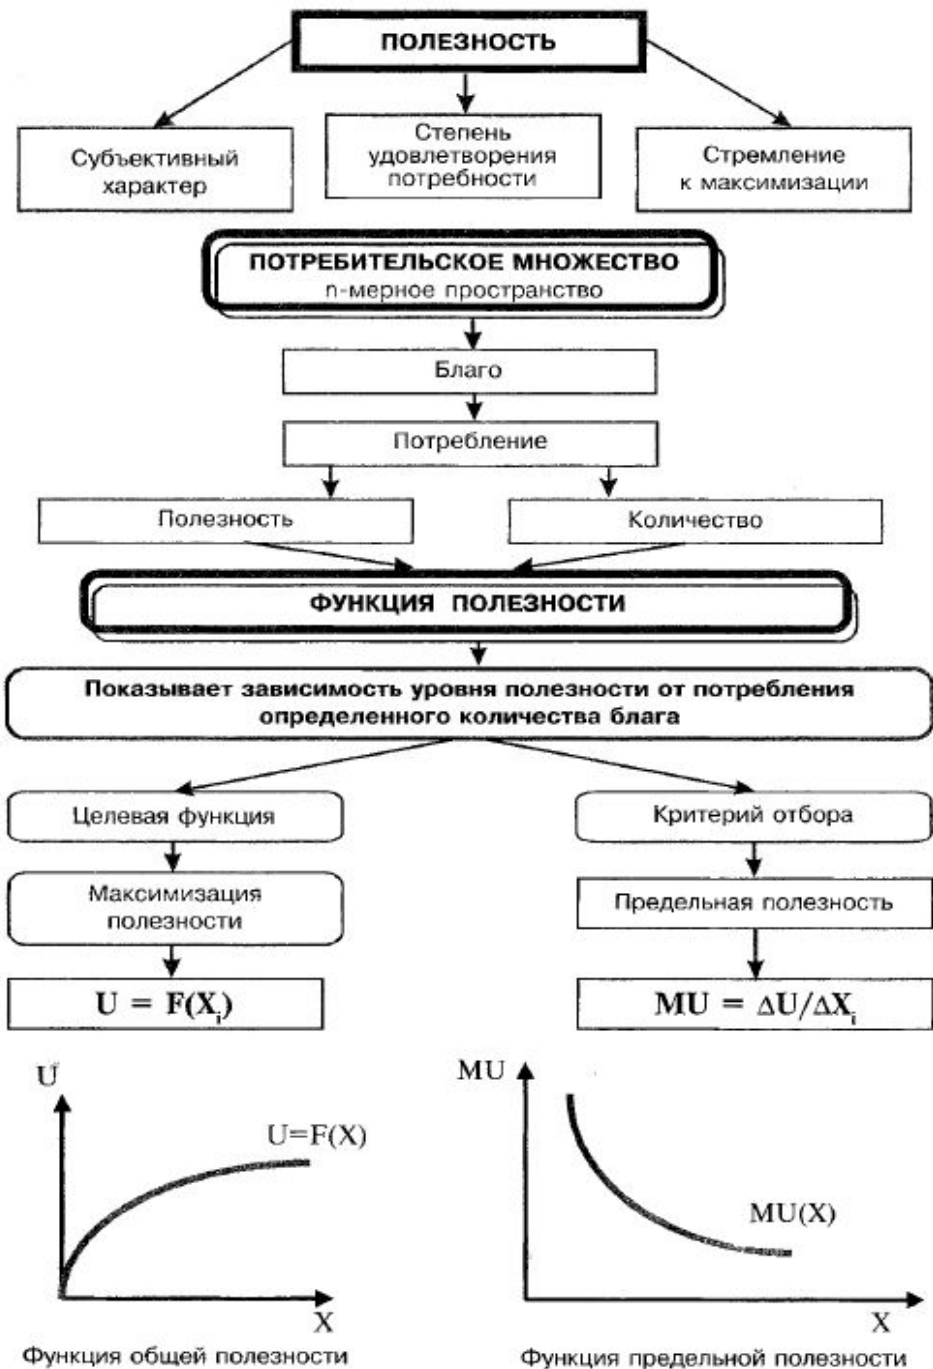 ПОЛЕЗНОСТЬ
Субъективный
характер
Степень
удовлетворения
потребности
Стремление
к максимизации
ПОТРЕБИТЕЛЬСКОЕ МНОЖЕСТВО
n-мерное пространство
Благо
Потребление
Полезность
Количество
ФУНКЦИЯ ПОЛЕЗНОСТИ
Показывает зависимость уровня полезности от потребления
определенного количества блага
Целевая функция
Критерий отбора
Максимизация
полезности
Предельная полезность
U = F(Xᵢ)
MU = ΔU/ΔXᵢ
U
U=F(X)
X
Функция общей полезности
MU
MU(X)
X
Функция предельной полезности